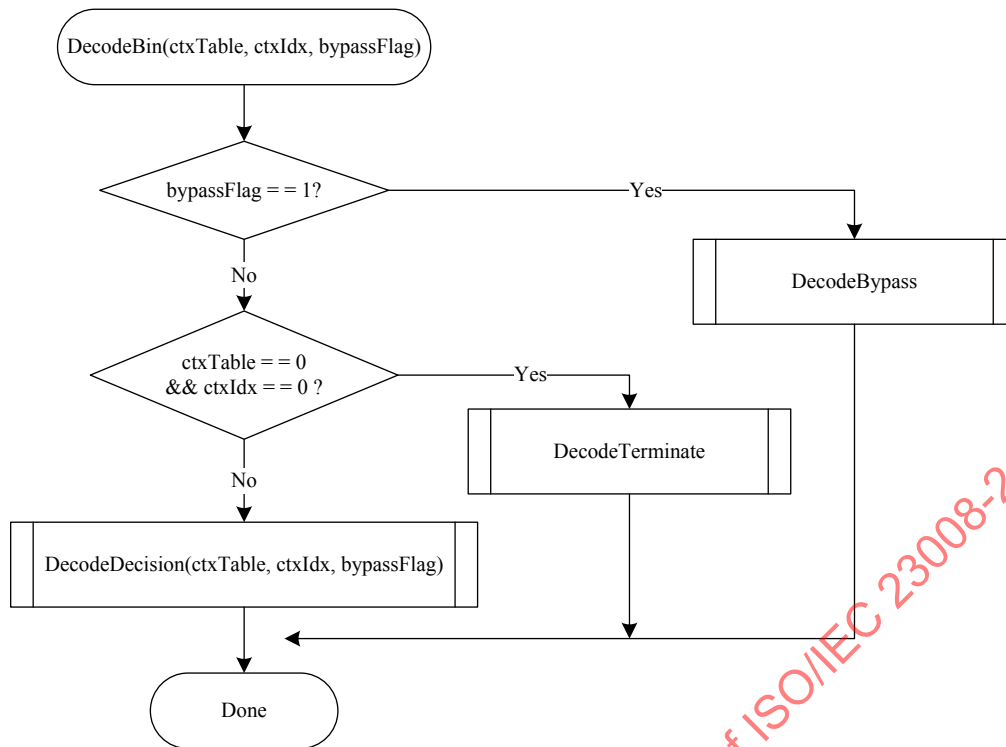 DecodeBin(ctxTable, ctxIdx, bypassFlag)
bypassFlag = = 1?
Yes
DecodeBypass
No
ctxTable = = 0
&& ctxIdx = = 0 ?
Yes
DecodeTerminate
No
DecodeDecision(ctxTable, ctxIdx, bypassFlag)
Done
f ISO/IEC 23008-2